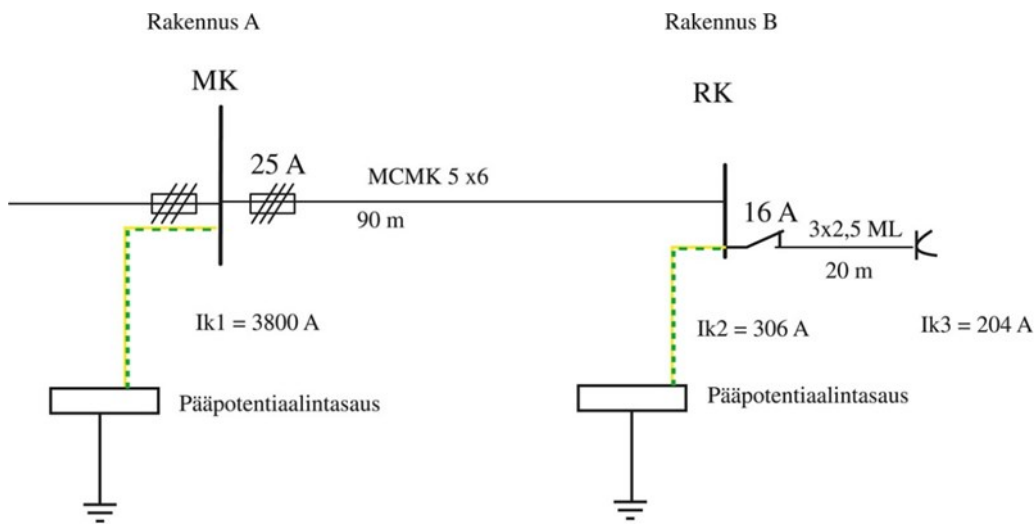 Rakennus A
Rakennus B
MK
RK
25 A
MCMK 5 x6
90 m
16 A
3x2,5 ML
20 m
Ik1 = 3800 A
Ik2 = 306 A
Ik3 = 204 A
Pääpotentiaalintasaus
Pääpotentiaalintasaus